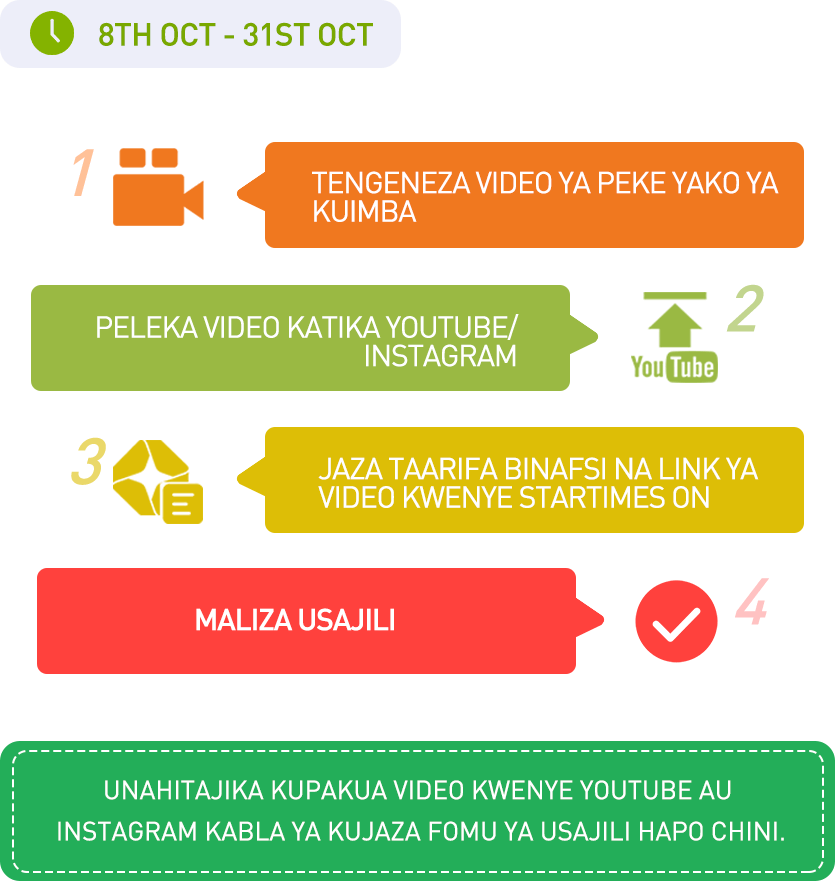 8TH OCT - 31ST OCT
1
TENGENEZA VIDEO YA PEKE YAKO YA
KUIMBA
PELEKA VIDEO KATIKA YOUTUBE/
INSTAGRAM
YouTube
2
3
JAZA TAARIFA BINAFSI NA LINK YA
VIDEO KWENYE STARTIMES ON
MALIZA USAJILI
4
UNAHITAJIKA KUPAKUA VIDEO KWENYE YOUTUBE AU
INSTAGRAM KABLA YA KUJAZA FOMU YA USAJILI HAPO CHINI.